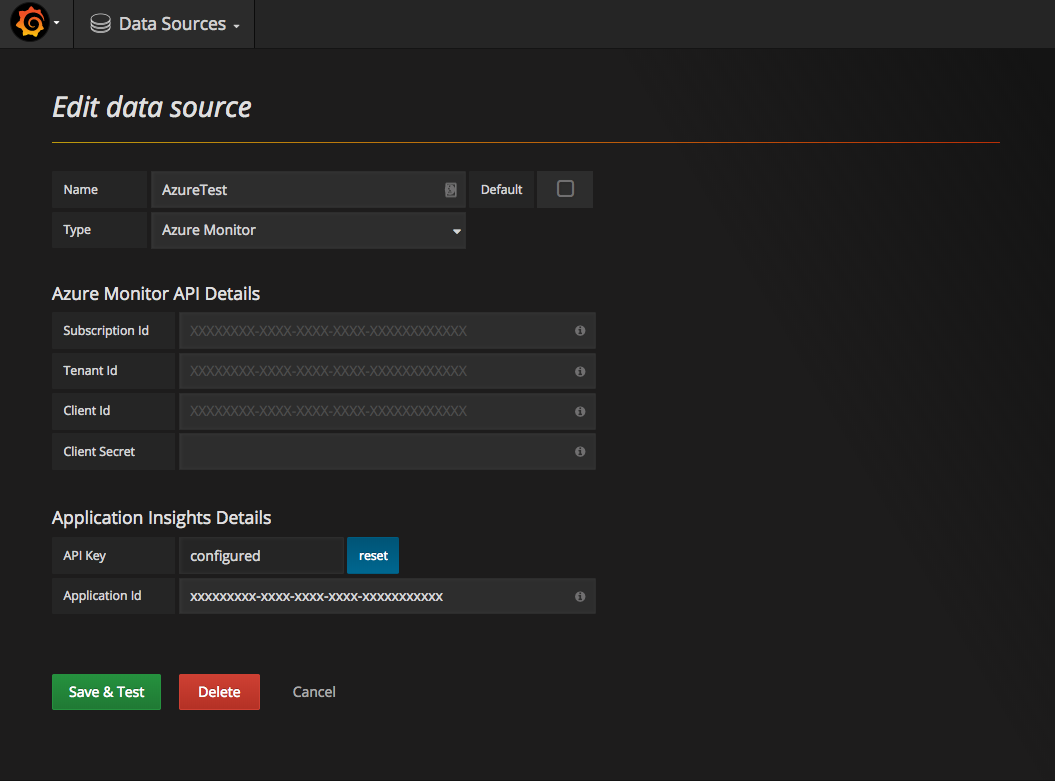 Data Sources
Edit data source
Name AzureTest Default
Type Azure Monitor
Azure Monitor API Details
Subscription Id XXXXXXXX-XXXX-XXXX-XXXX-XXXXXXXXXXXX
Tenant Id XXXXXXXX-XXXX-XXXX-XXXX-XXXXXXXXXXXX
Client Id XXXXXXXX-XXXX-XXXX-XXXX-XXXXXXXXXXXX
Client Secret
Application Insights Details
API Key configured reset
Application Id xxxxxxxxx-xxxx-xxxx-xxxx-xxxxxxxxxxx
Save & Test Delete Cancel